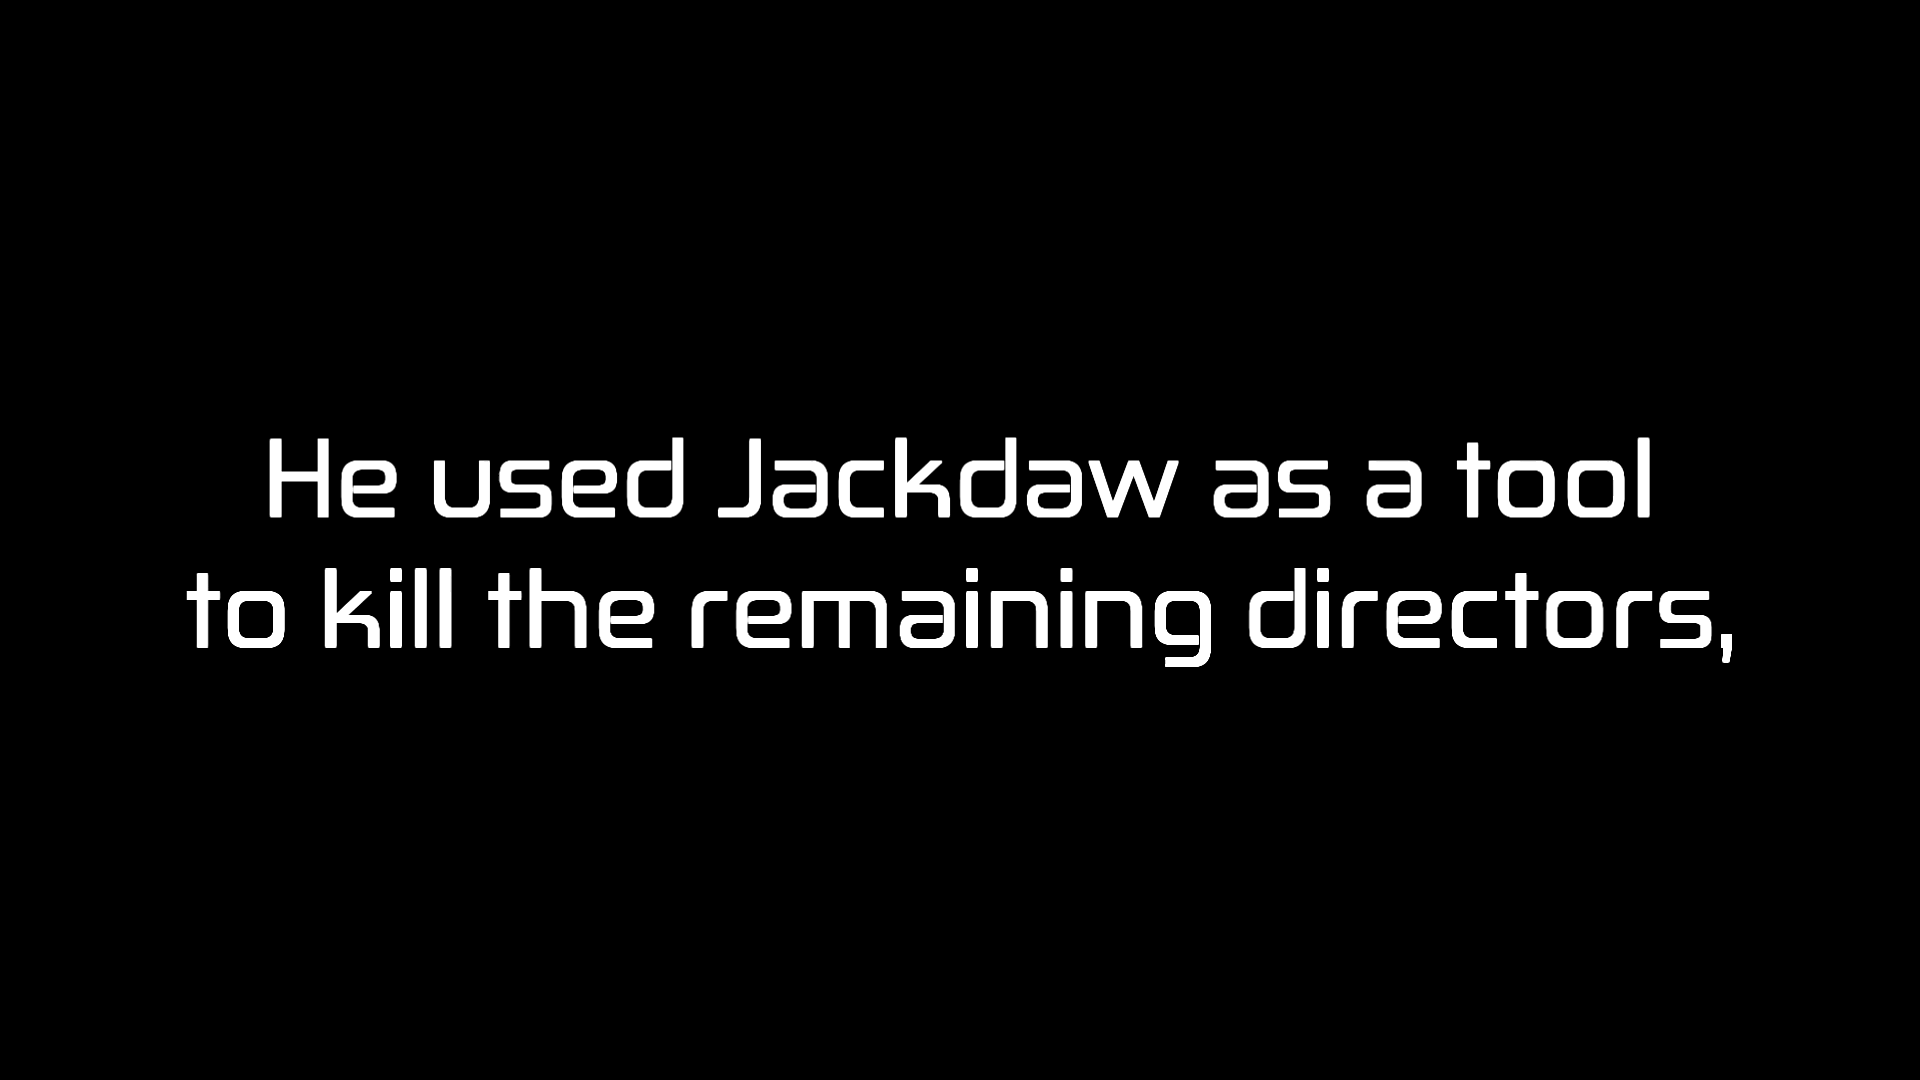 He used Jackdaw as a tool
to kill the remaining directors,